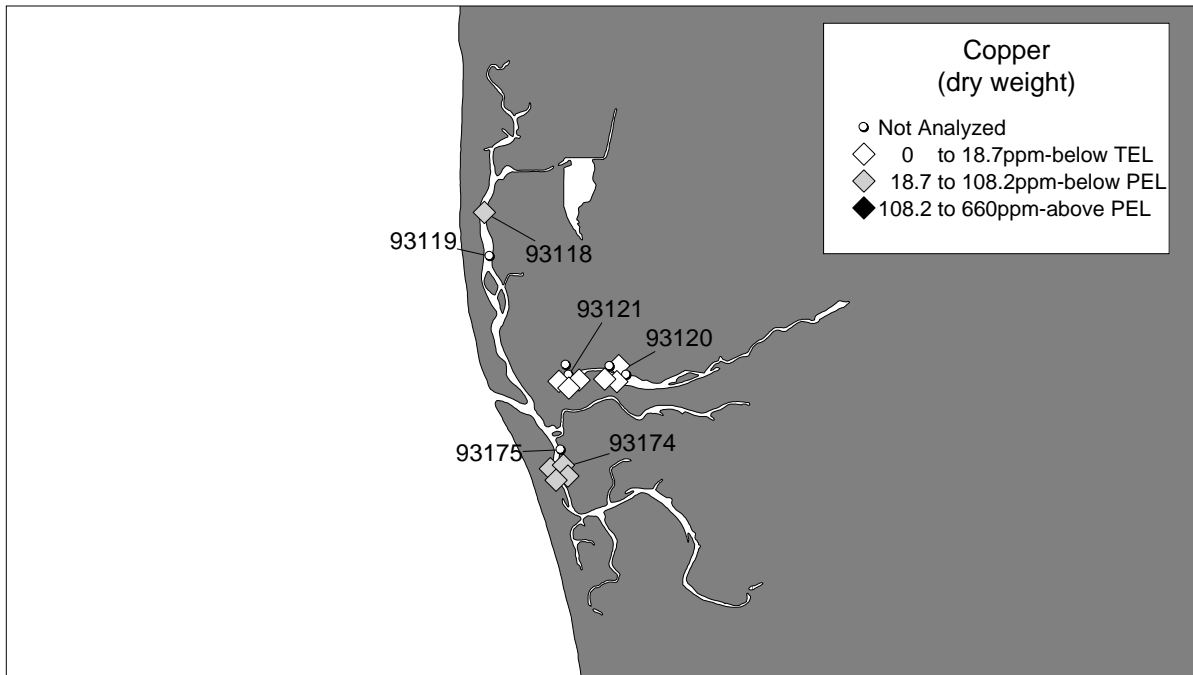 Copper
(dry weight)
Not Analyzed
0 to 18.7ppm-below TEL
18.7 to 108.2ppm-below PEL
108.2 to 660ppm-above PEL
93119
93118
93121
93120
93175
93174